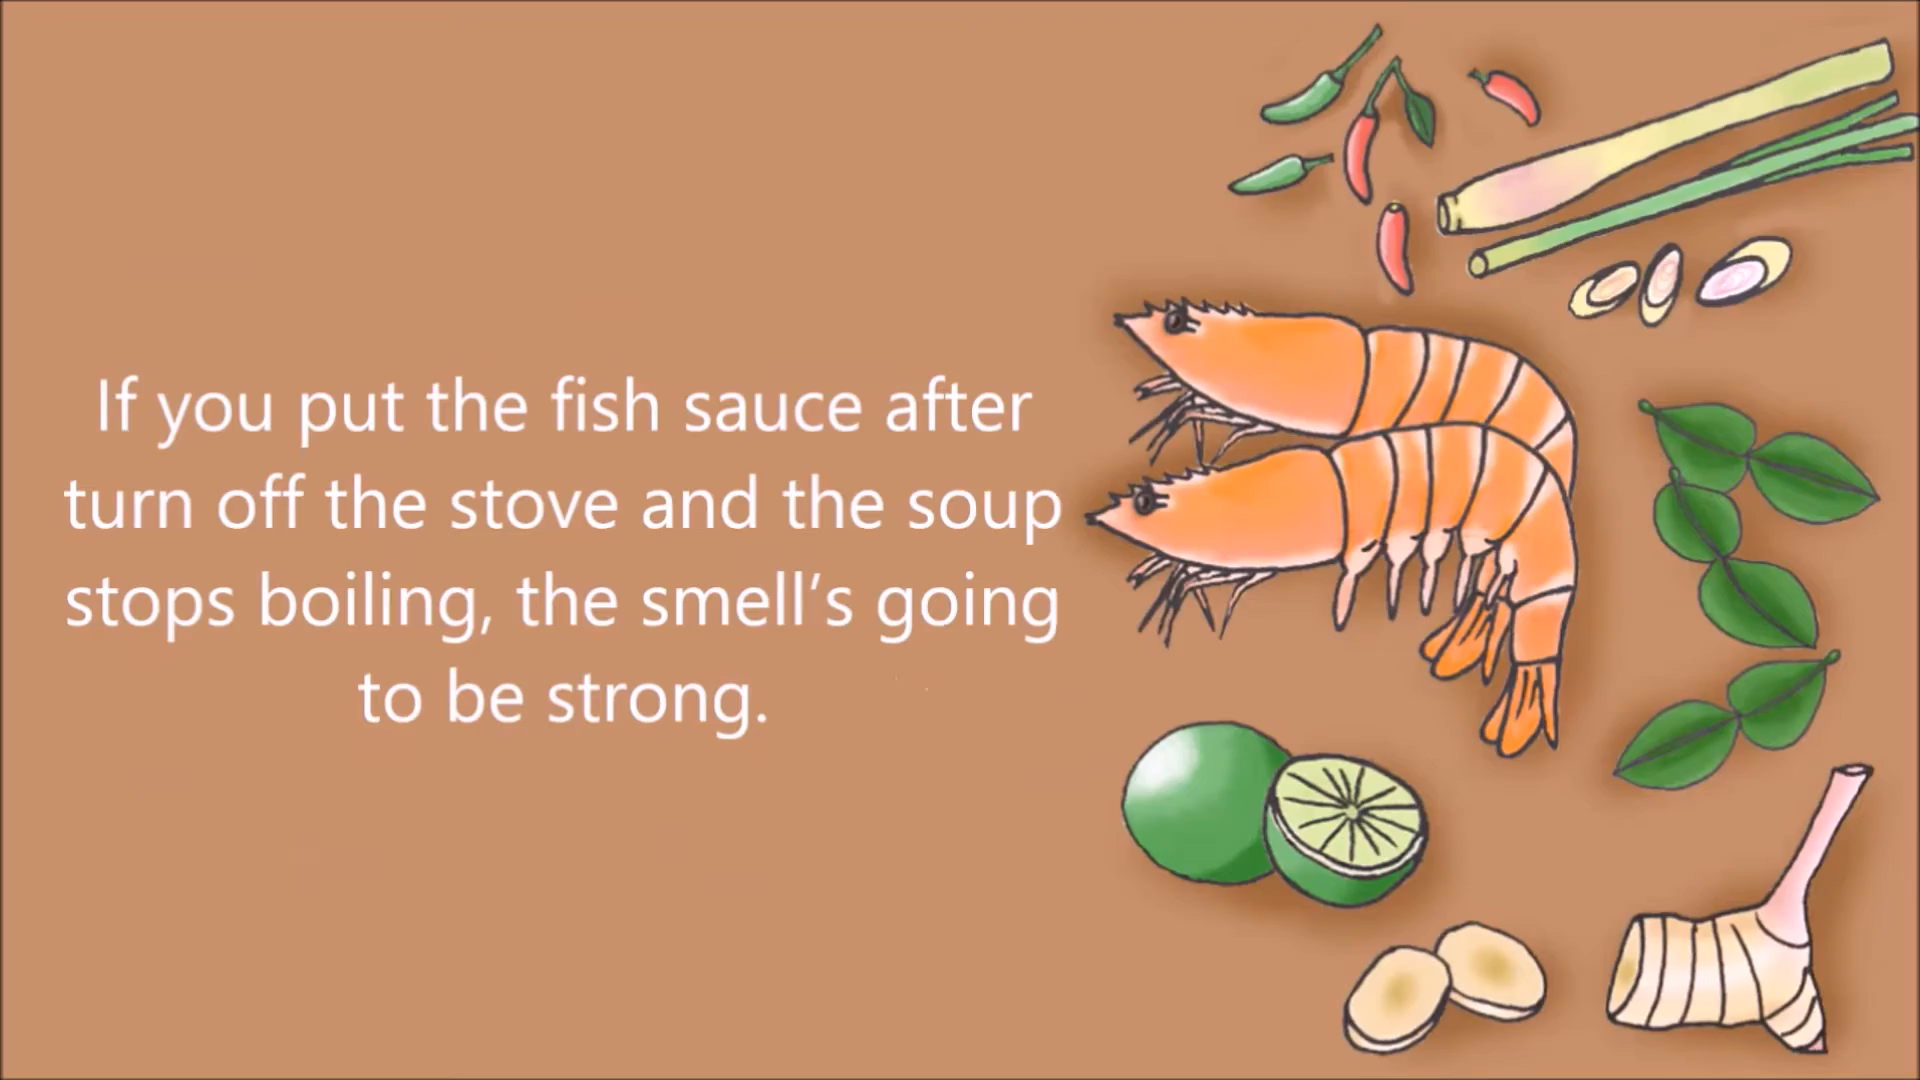 If you put the fish sauce after
turn off the stove and the soup
stops boiling, the smell’s going
to be strong.